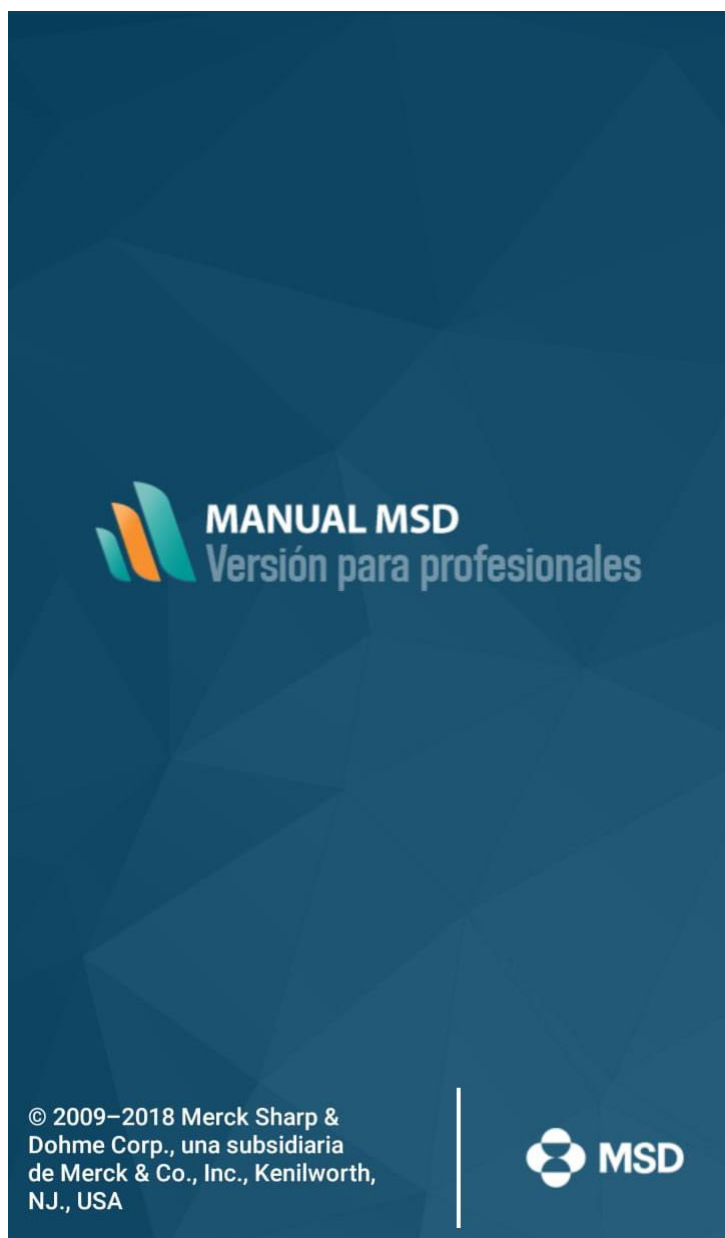 MANUAL MSD
Versión para profesionales
© 2009–2018 Merck Sharp &
Dohme Corp., una subsidiaria
de Merck & Co., Inc., Kenilworth,
NJ., USA
MSD